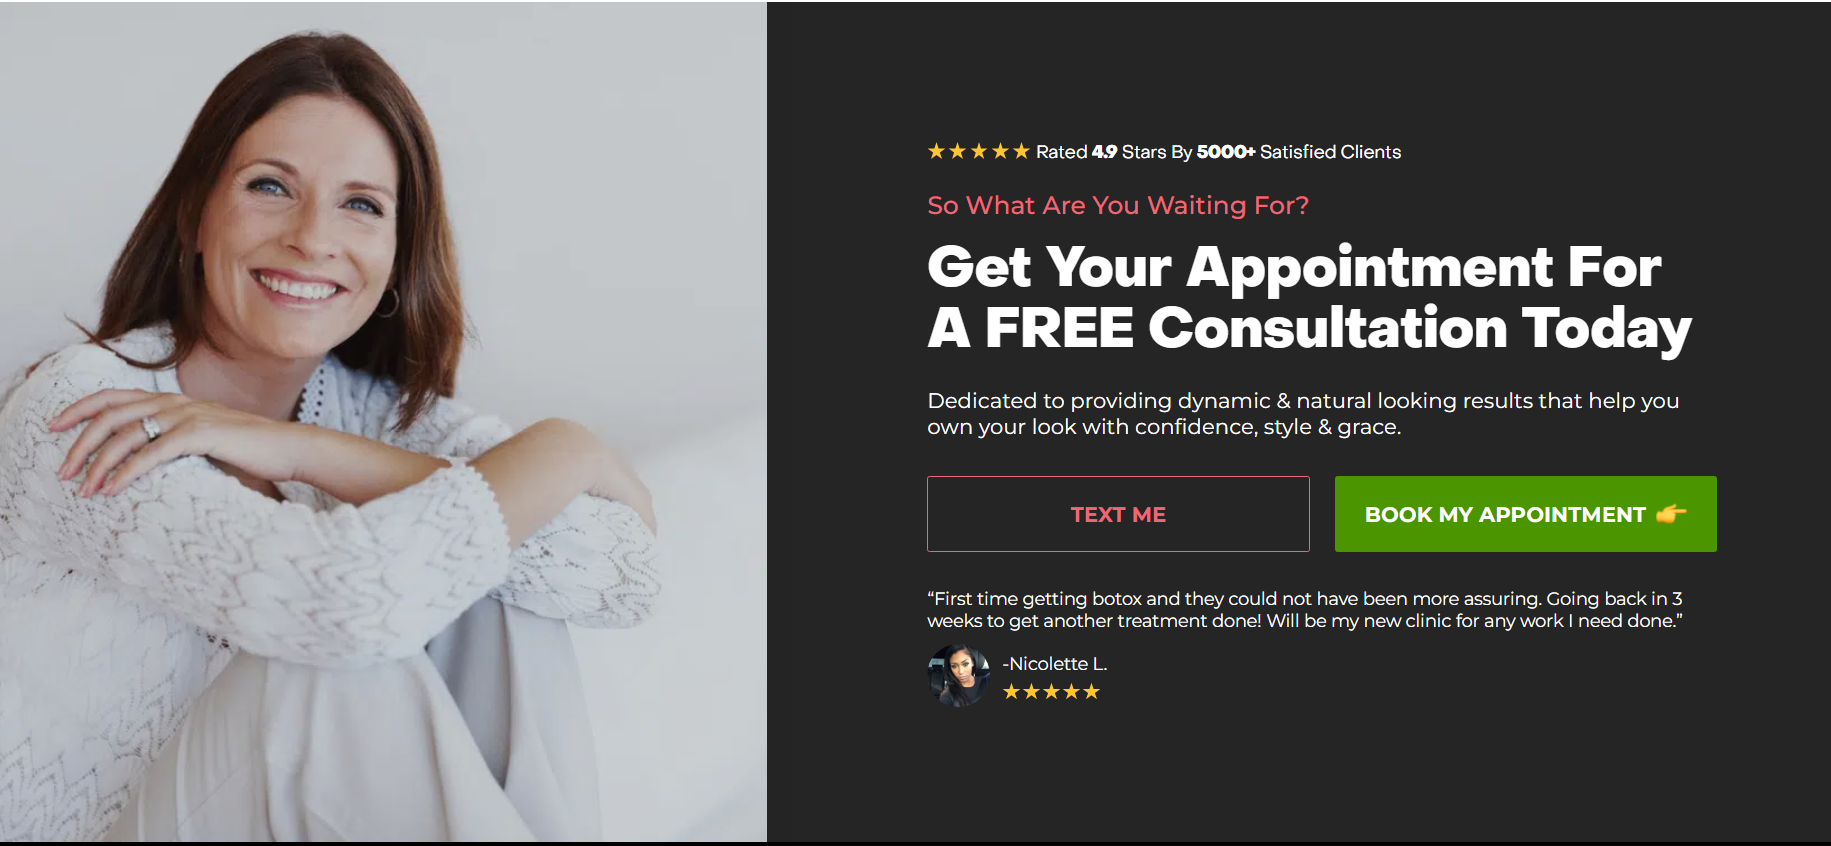 ★★★★★ Rated 4.9 Stars By 5000+ Satisfied Clients
So What Are You Waiting For?
Get Your Appointment For
A FREE Consultation Today
Dedicated to providing dynamic & natural looking results that help you
own your look with confidence, style & grace.
TEXT ME
BOOK MY APPOINTMENT 👉
“First time getting botox and they could not have been more assuring. Going back in 3
weeks to get another treatment done! Will be my new clinic for any work I need done.”
-Nicolette L.
★★★★★